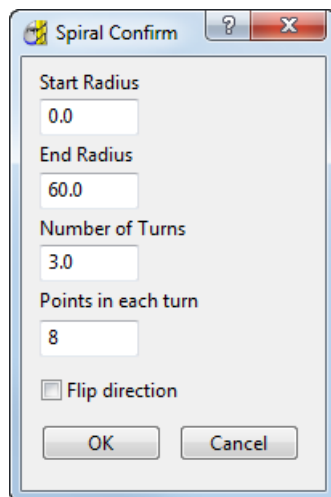 Spiral Confirm
?
X
Start Radius
0.0
End Radius
60.0
Number of Turns
3.0
Points in each turn
8
Flip direction
OK
Cancel